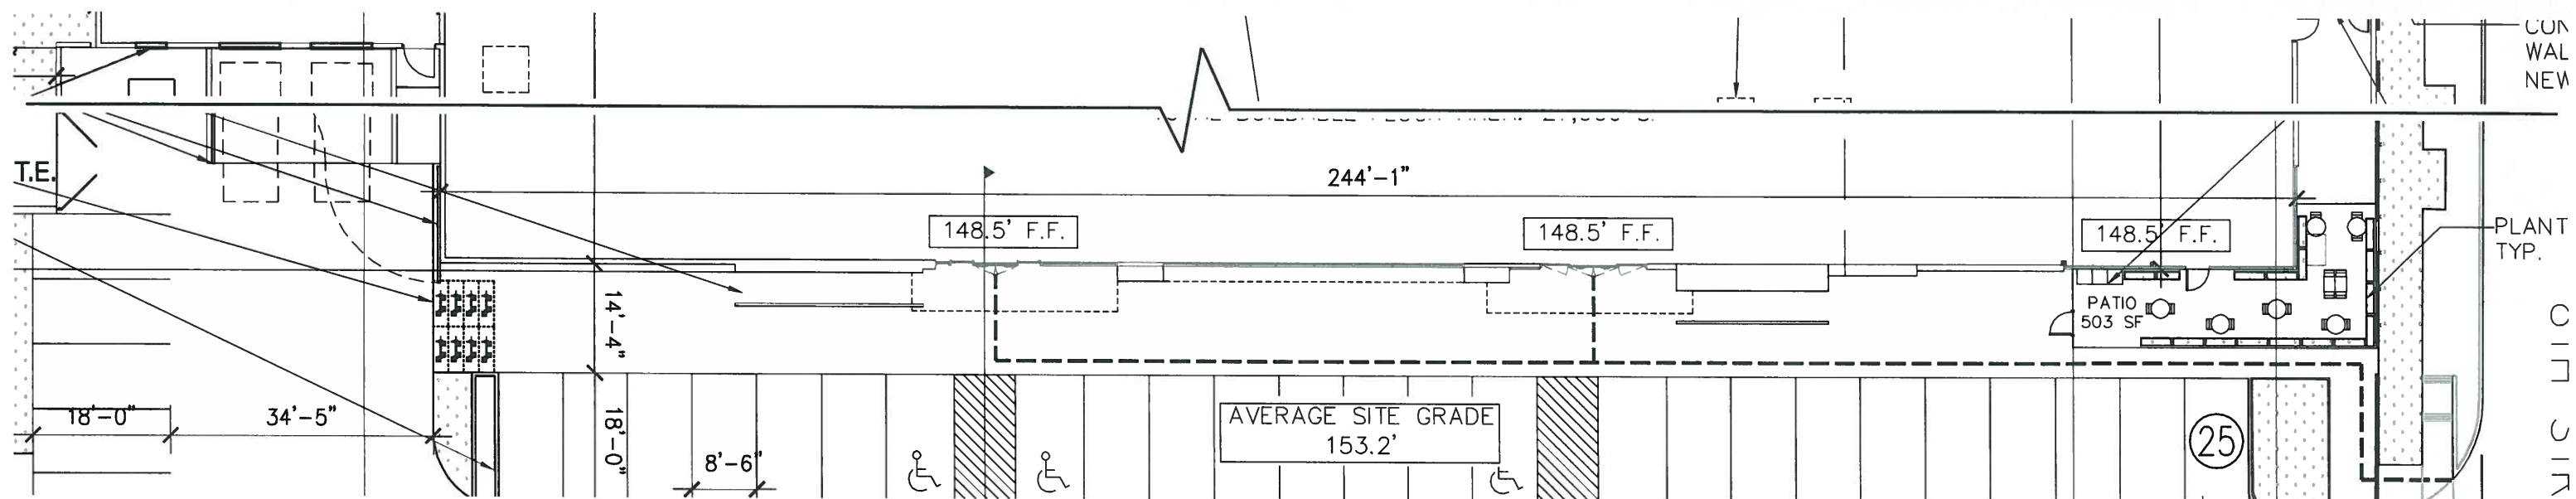 WAL
NEW
T.E.
244'-1"
148.5' F.F.
148.5' F.F.
148.5' F.F.
PLANT
TYP.
14'-4"
PATIO
503 SF
18'-0"
34'-5"
18'-0"
8'-6"
AVERAGE SITE GRADE
153.2'
25